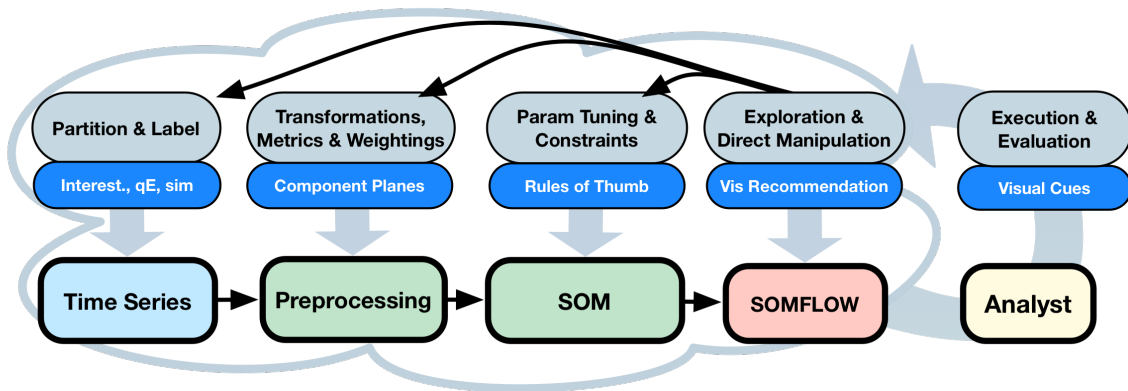 Partition & Label
Interest., qE, sim
Time Series
Transformations,
Metrics & Weightings
Component Planes
Preprocessing
Param Tuning &
Constraints
Rules of Thumb
SOM
Exploration &
Direct Manipulation
Vis Recommendation
SOMFLOW
Execution &
Evaluation
Visual Cues
Analyst